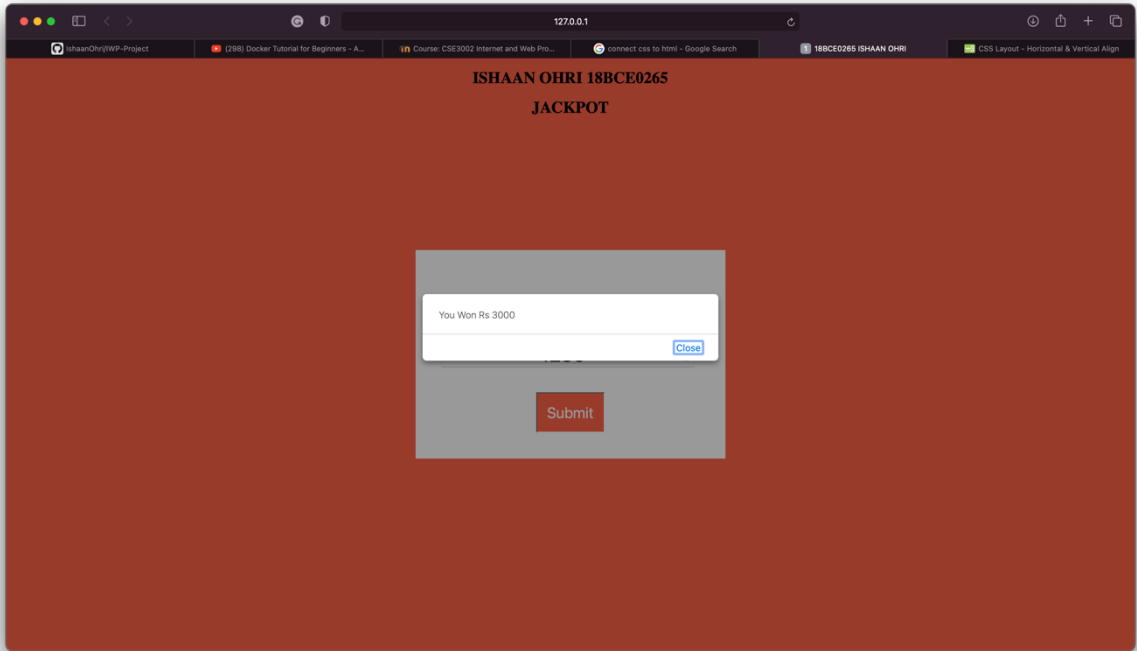 127.0.0.1
IshaanOhri/IWP-Project
(298) Docker Tutorial for Beginners - A...
Course: CSE3002 Internet and Web Pro...
connect css to html - Google Search
1 18BCE0265 ISHAAN OHRI
CSS Layout - Horizontal & Vertical Align
ISHAAN OHRI 18BCE0265
JACKPOT
You Won Rs 3000
Close
Submit